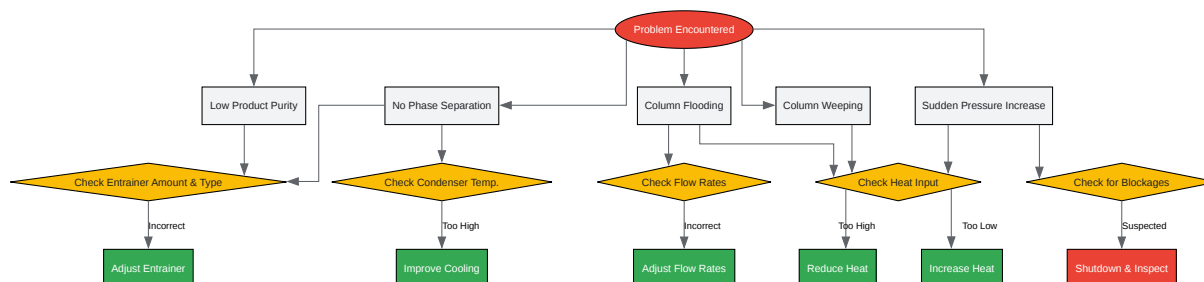 Problem Encountered
Low Product Purity
No Phase Separation
Column Flooding
Column Weeping
Sudden Pressure Increase
Check Entrainer Amount & Type
Check Condenser Temp.
Check Flow Rates
Check Heat Input
Check for Blockages
Incorrect
Too High
Incorrect
Too High
Too Low
Suspected
Adjust Entrainer
Improve Cooling
Adjust Flow Rates
Reduce Heat
Increase Heat
Shutdown & Inspect